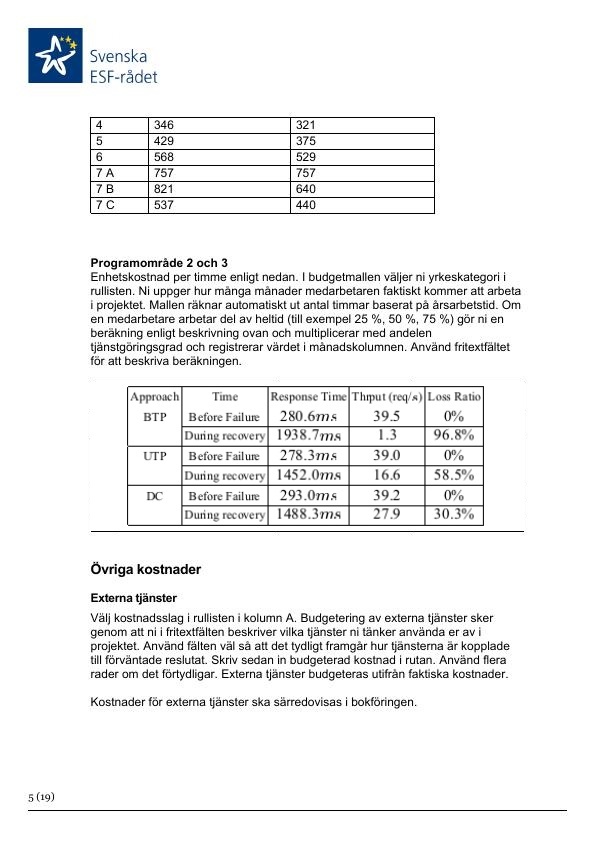 Svenska
ESF-rådet
4 346 321
5 429 375
6 568 529
7 A 757 757
7 B 821 640
7 C 537 440
Programområde 2 och 3
Enhetskostnad per timme enligt nedan. I budgetmallen väljer ni yrkeskategori i
rullisten. Ni uppger hur många månader medarbetaren faktiskt kommer att arbeta
i projektet. Mallen räknar automatiskt ut antal timmar baserat på årsarbetstid. Om
en medarbetare arbetar del av heltid (till exempel 25 %, 50 %, 75 %) gör ni en
beräkning enligt beskrivning ovan och multiplicerar med andelen
tjänstgöringsgrad och registrerar värdet i månadskolumnen. Använd fritextfältet
för att beskriva beräkningen.
Approach Time Response Time Thrput (req/s) Loss Ratio
BTP Before Failure 280.6ms 39.5 0%
During recovery 1938.7ms 1.3 96.8%
UTP Before Failure 278.3ms 39.0 0%
During recovery 1452.0ms 16.6 58.5%
DC Before Failure 293.0ms 39.2 0%
During recovery 1488.3ms 27.9 30.3%
Övriga kostnader
Externa tjänster
Välj kostnadsslag i rullisten i kolumn A. Budgetering av externa tjänster sker
genom att ni i fritextfälten beskriver vilka tjänster ni tänker använda er av i
projektet. Använd fälten väl så att det tydligt framgår hur tjänsterna är kopplade
till förväntade reslutat. Skriv sedan in budgeterad kostnad i rutan. Använd flera
rader om det förtydligar. Externa tjänster budgeteras utifrån faktiska kostnader.
Kostnader för externa tjänster ska särredovisas i bokföringen.
5 (19)